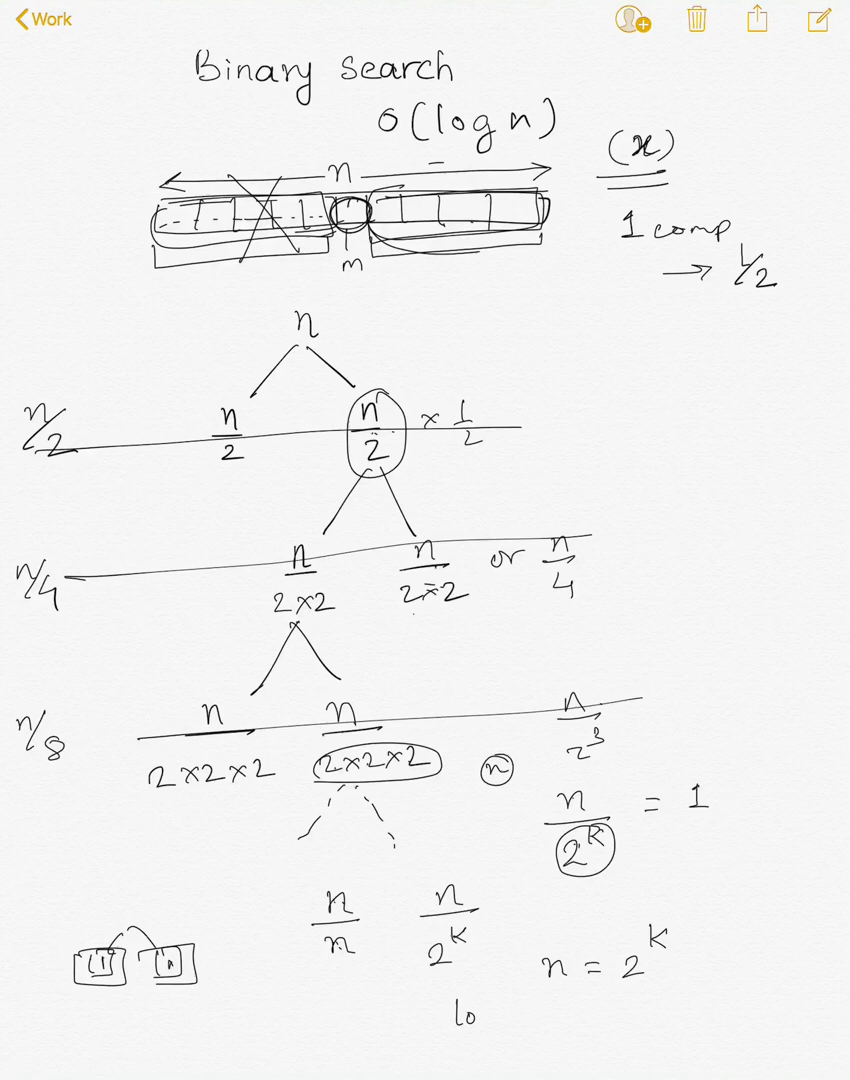 Work
Binary search
O(log n)
n
(x)
1 comp
→ 1/2
m
n
n/2 n/2 n/2 × 1/2
n/4 n/2×2 n/2×2 or n/4
n/8 n/2×2×2 n/2×2×2 n/2^3
n
n/2^k = 1
n/n n/2^k
n = 2^k
lo